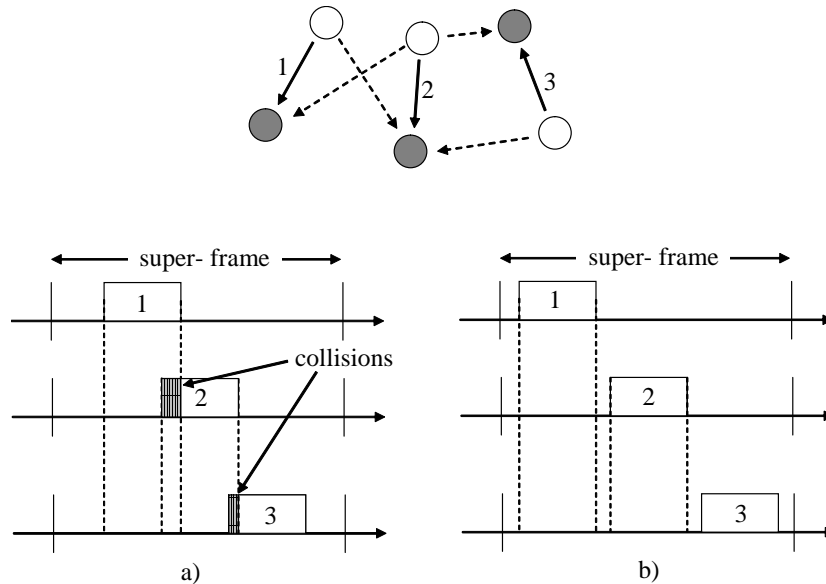 1
2
3
super- frame
super- frame
1
1
collisions
2
2
3
3
a)
b)